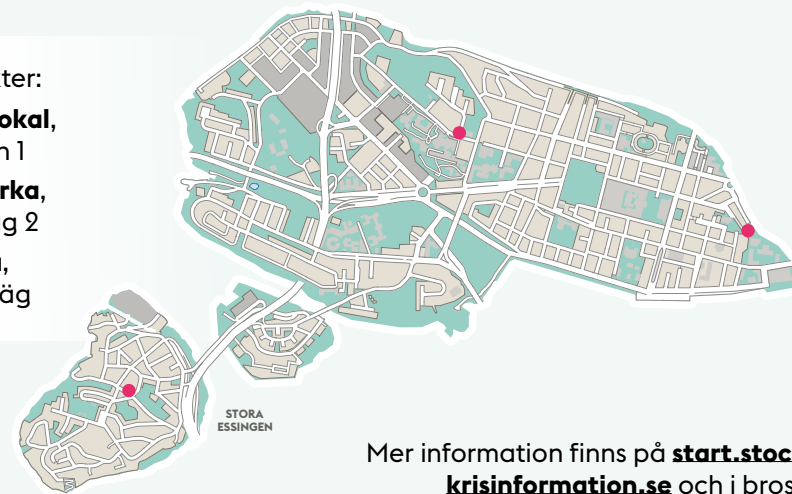 ter:
okal,
n 1
rka,
g 2
,
äg
STORA
ESSINGEN
Mer information finns på start.stoc
krisinformation.se och i bros